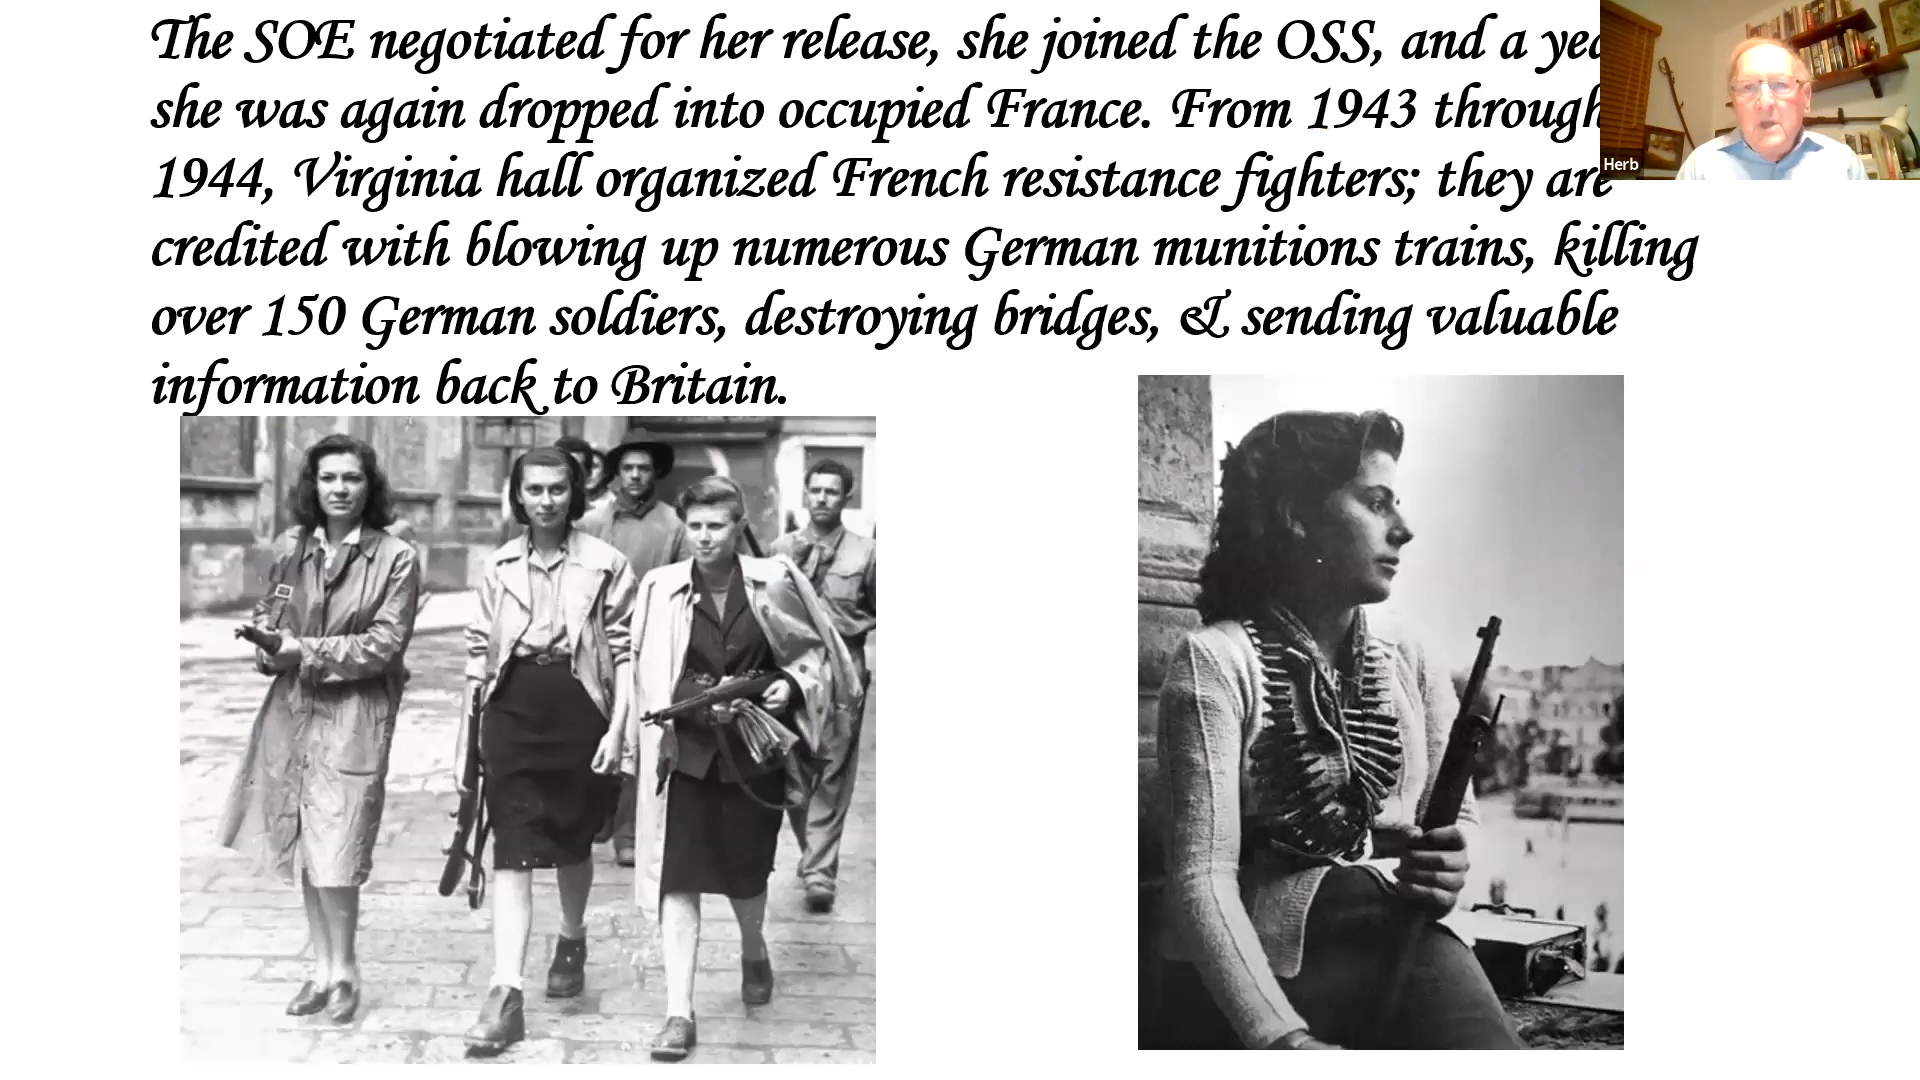 The SOE negotiated for her release, she joined the OSS, and a
she was again dropped into occupied France. From 1943 through
1944, Virginia hall organized French resistance fighters; they are
credited with blowing up numerous German munitions trains, killing
over 150 German soldiers, destroying bridges, & sending valuable
information back to Britain.
Herb